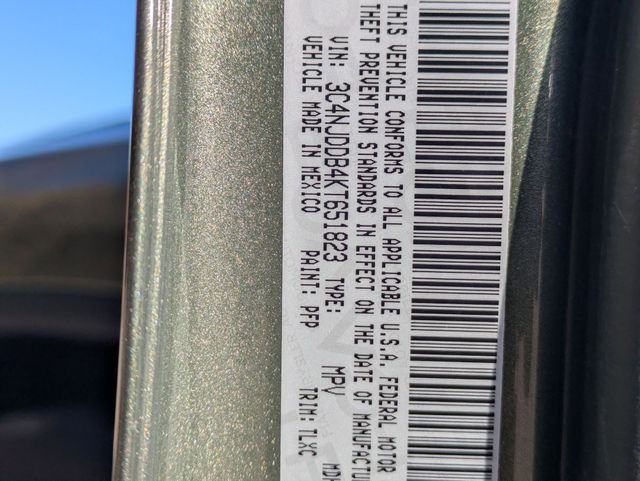 THIS VEHICLE CONFORMS TO ALL APPLICABLE U.S.A. FEDERAL MOTOR
THEFT PREVENTION STANDARDS IN EFFECT ON THE DATE OF MANUFACTU
VIN: 3C4NJDDB4KT651823 TYPE: MPV
VEHICLE MADE IN MEXICO PAINT: PFP TRIM: TLXC